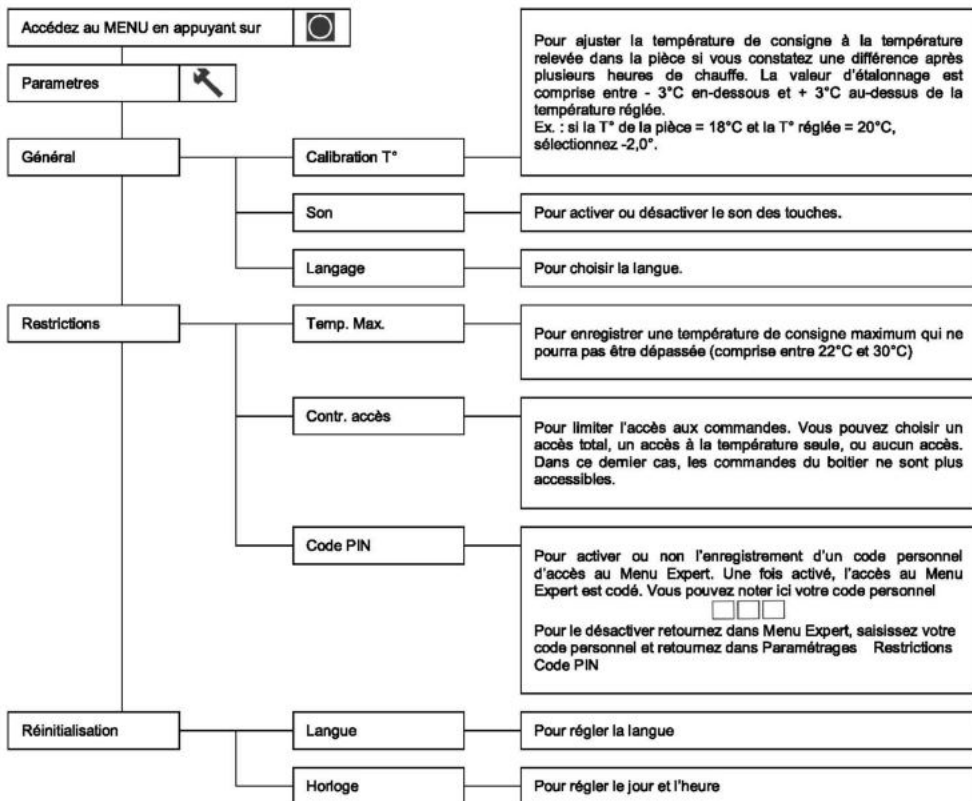 Accédez au MENU en appuyant sur
Parametres
Général
Calibration T°
Pour ajuster la température de consigne à la température
relevée dans la pièce si vous constatez une différence après
plusieurs heures de chauffe. La valeur d'étalonnage est
comprise entre - 3°C en-dessous et + 3°C au-dessus de la
température réglée.
Ex. : si la T° de la pièce = 18°C et la T° réglée = 20°C,
sélectionnez -2,0°.
Son
Pour activer ou désactiver le son des touches.
Langage
Pour choisir la langue.
Restrictions
Temp. Max.
Pour enregistrer une température de consigne maximum qui ne
pourra pas être dépassée (comprise entre 22°C et 30°C)
Contr. accès
Pour limiter l'accès aux commandes. Vous pouvez choisir un
accès total, un accès à la température seule, ou aucun accès.
Dans ce dernier cas, les commandes du boitier ne sont plus
accessibles.
Code PIN
Pour activer ou non l'enregistrement d'un code personnel
d'accès au Menu Expert. Une fois activé, l'accès au Menu
Expert est codé. Vous pouvez noter ici votre code personnel
Pour le désactiver retournez dans Menu Expert, saisissez votre
code personnel et retournez dans Paramétrages Restrictions
Code PIN
Réinitialisation
Langue
Pour régler la langue
Horloge
Pour régler le jour et l'heure